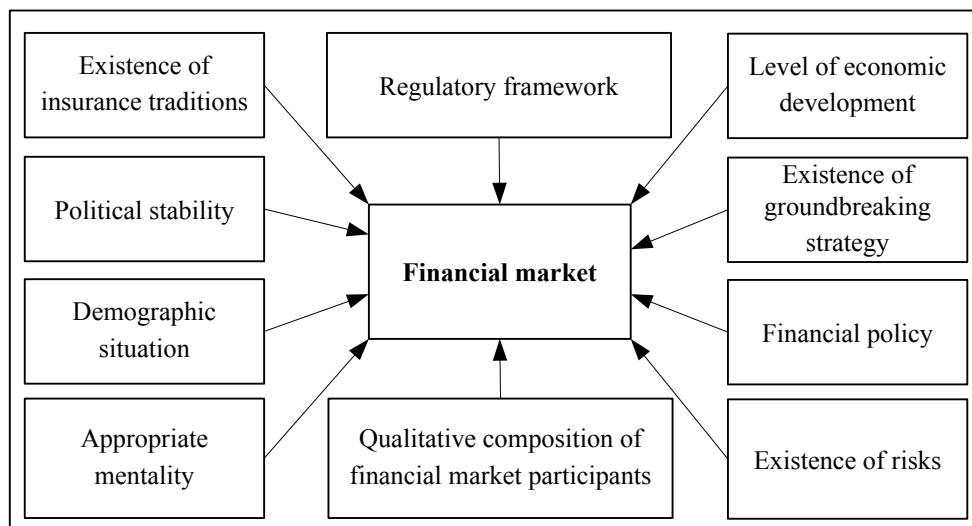 Existence of
insurance traditions
Regulatory framework
Level of economic
development
Political stability
Existence of
groundbreaking
strategy
Financial market
Demographic
situation
Financial policy
Appropriate
mentality
Qualitative composition of
financial market participants
Existence of risks